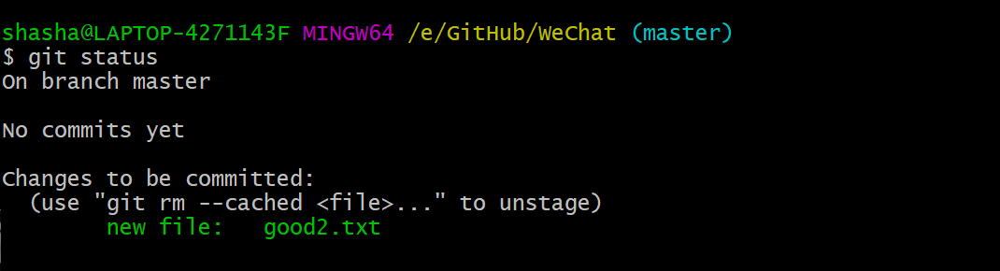 shasha@LAPTOP-4271143F MINGW64 /e/GitHub/WeChat (master)
$ git status
On branch master
No commits yet
Changes to be committed:
(use "git rm --cached <file>..." to unstage)
new file: good2.txt